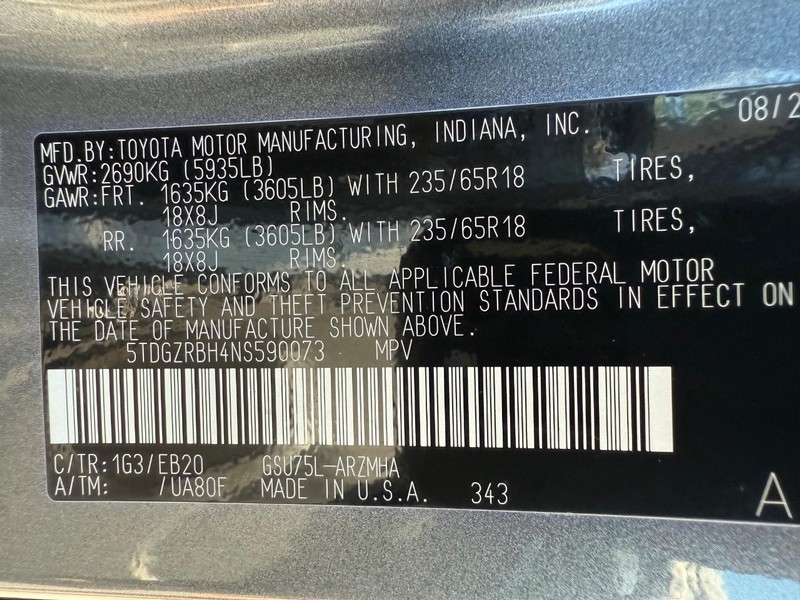 08/2
MFD.BY:TOYOTA MOTOR MANUFACTURING, INDIANA, INC.
GVWR:2690KG (5935LB)
GAWR:FRT. 1635KG (3605LB) WITH 235/65R18 TIRES,
18X8J RIMS.
RR. 1635KG (3605LB) WITH 235/65R18 TIRES,
18X8J RIMS.
THIS VEHICLE CONFORMS TO ALL APPLICABLE FEDERAL MOTOR
VEHICLE SAFETY AND THEFT PREVENTION STANDARDS IN EFFECT ON
THE DATE OF MANUFACTURE SHOWN ABOVE.
5TDGZRBH4NS590073 MPV
C/TR:1G3/EB20 GSU75L-ARZMHA
A/TM: /UA80F MADE IN U.S.A. 343
A